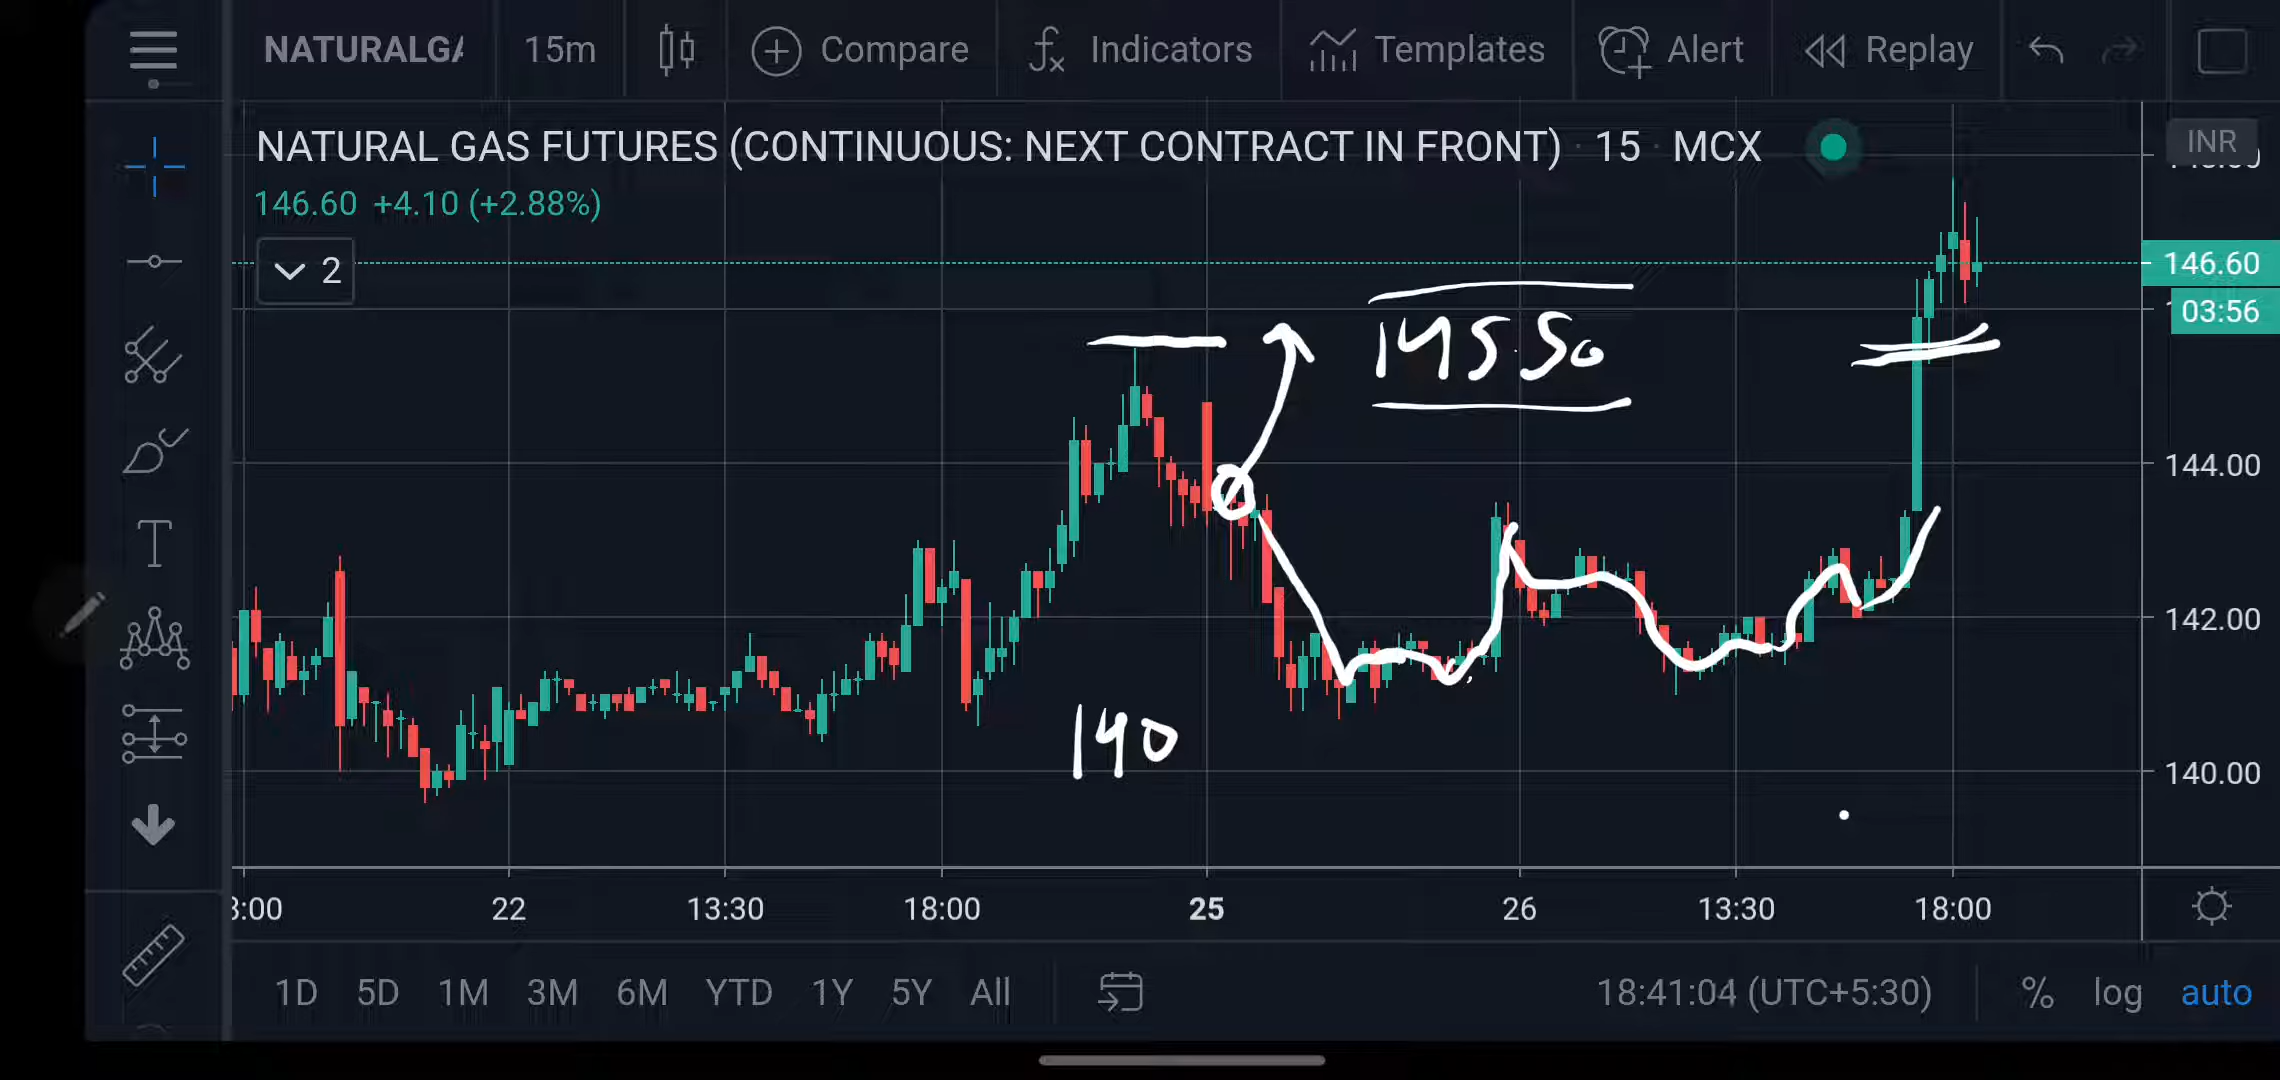 NATURALGA 15m Compare Indicators Templates Alert Replay
NATURAL GAS FUTURES (CONTINUOUS: NEXT CONTRACT IN FRONT) · 15 · MCX
INR
146.60 +4.10 (+2.88%)
2
146.60
03:56
145.50
144.00
142.00
140
140.00
3:00 22 13:30 18:00 25 26 13:30 18:00
1D 5D 1M 3M 6M YTD 1Y 5Y All 18:41:04 (UTC+5:30) % log auto